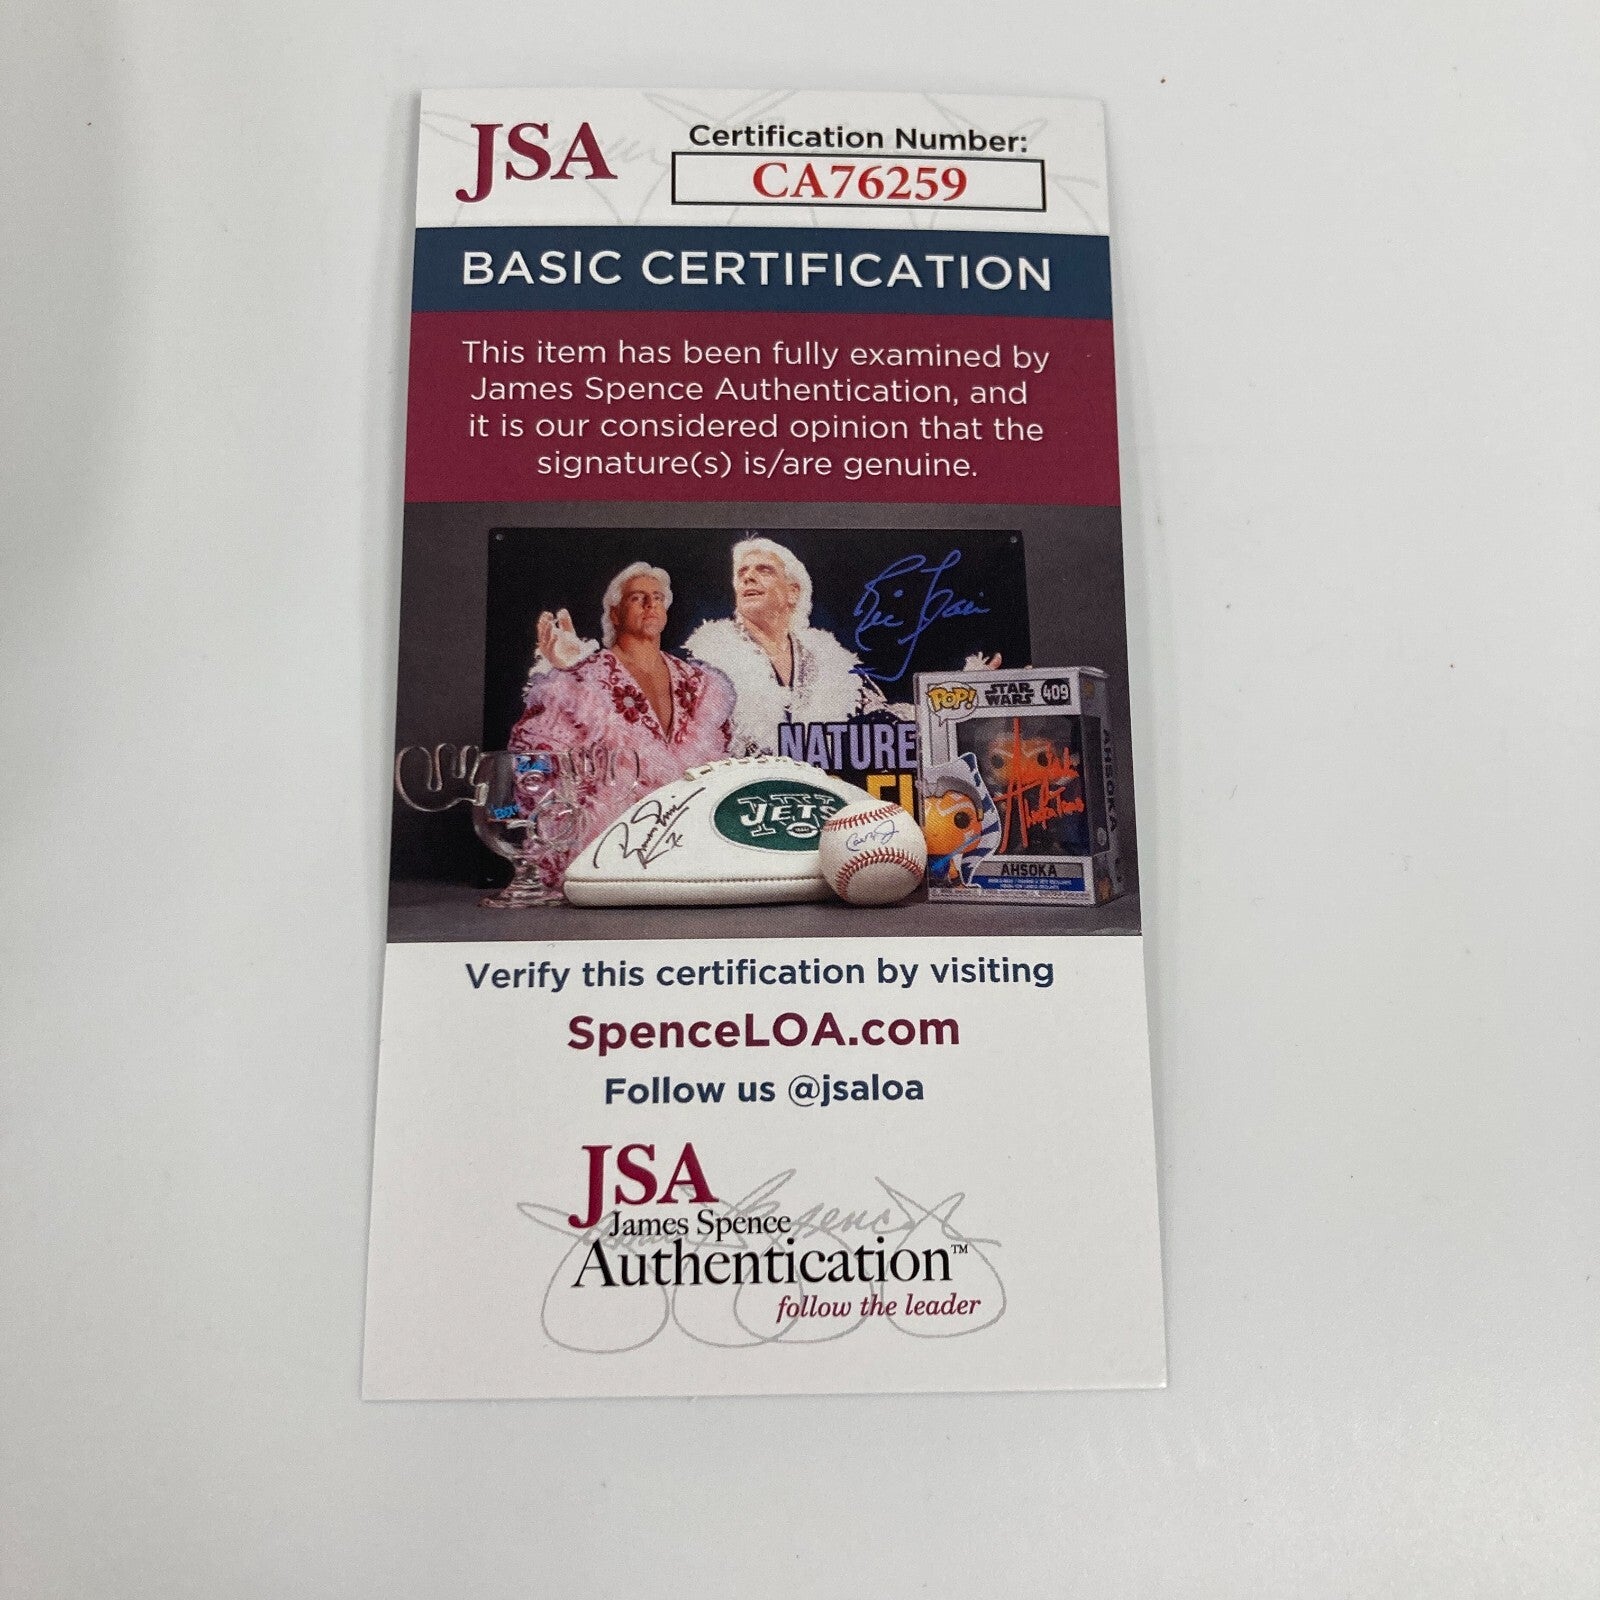 JSA
Certification Number:
CA76259
BASIC CERTIFICATION
This item has been fully examined by
James Spence Authentication, and
it is our considered opinion that the
signature(s) is/are genuine.
NATURE
JETS
POP!
STAR
WARS
409
AHSOKA
AHSOKA
Verify this certification by visiting
SpenceLOA.com
Follow us @jsaloa
JSA
James Spence
Authentication™
follow the leader